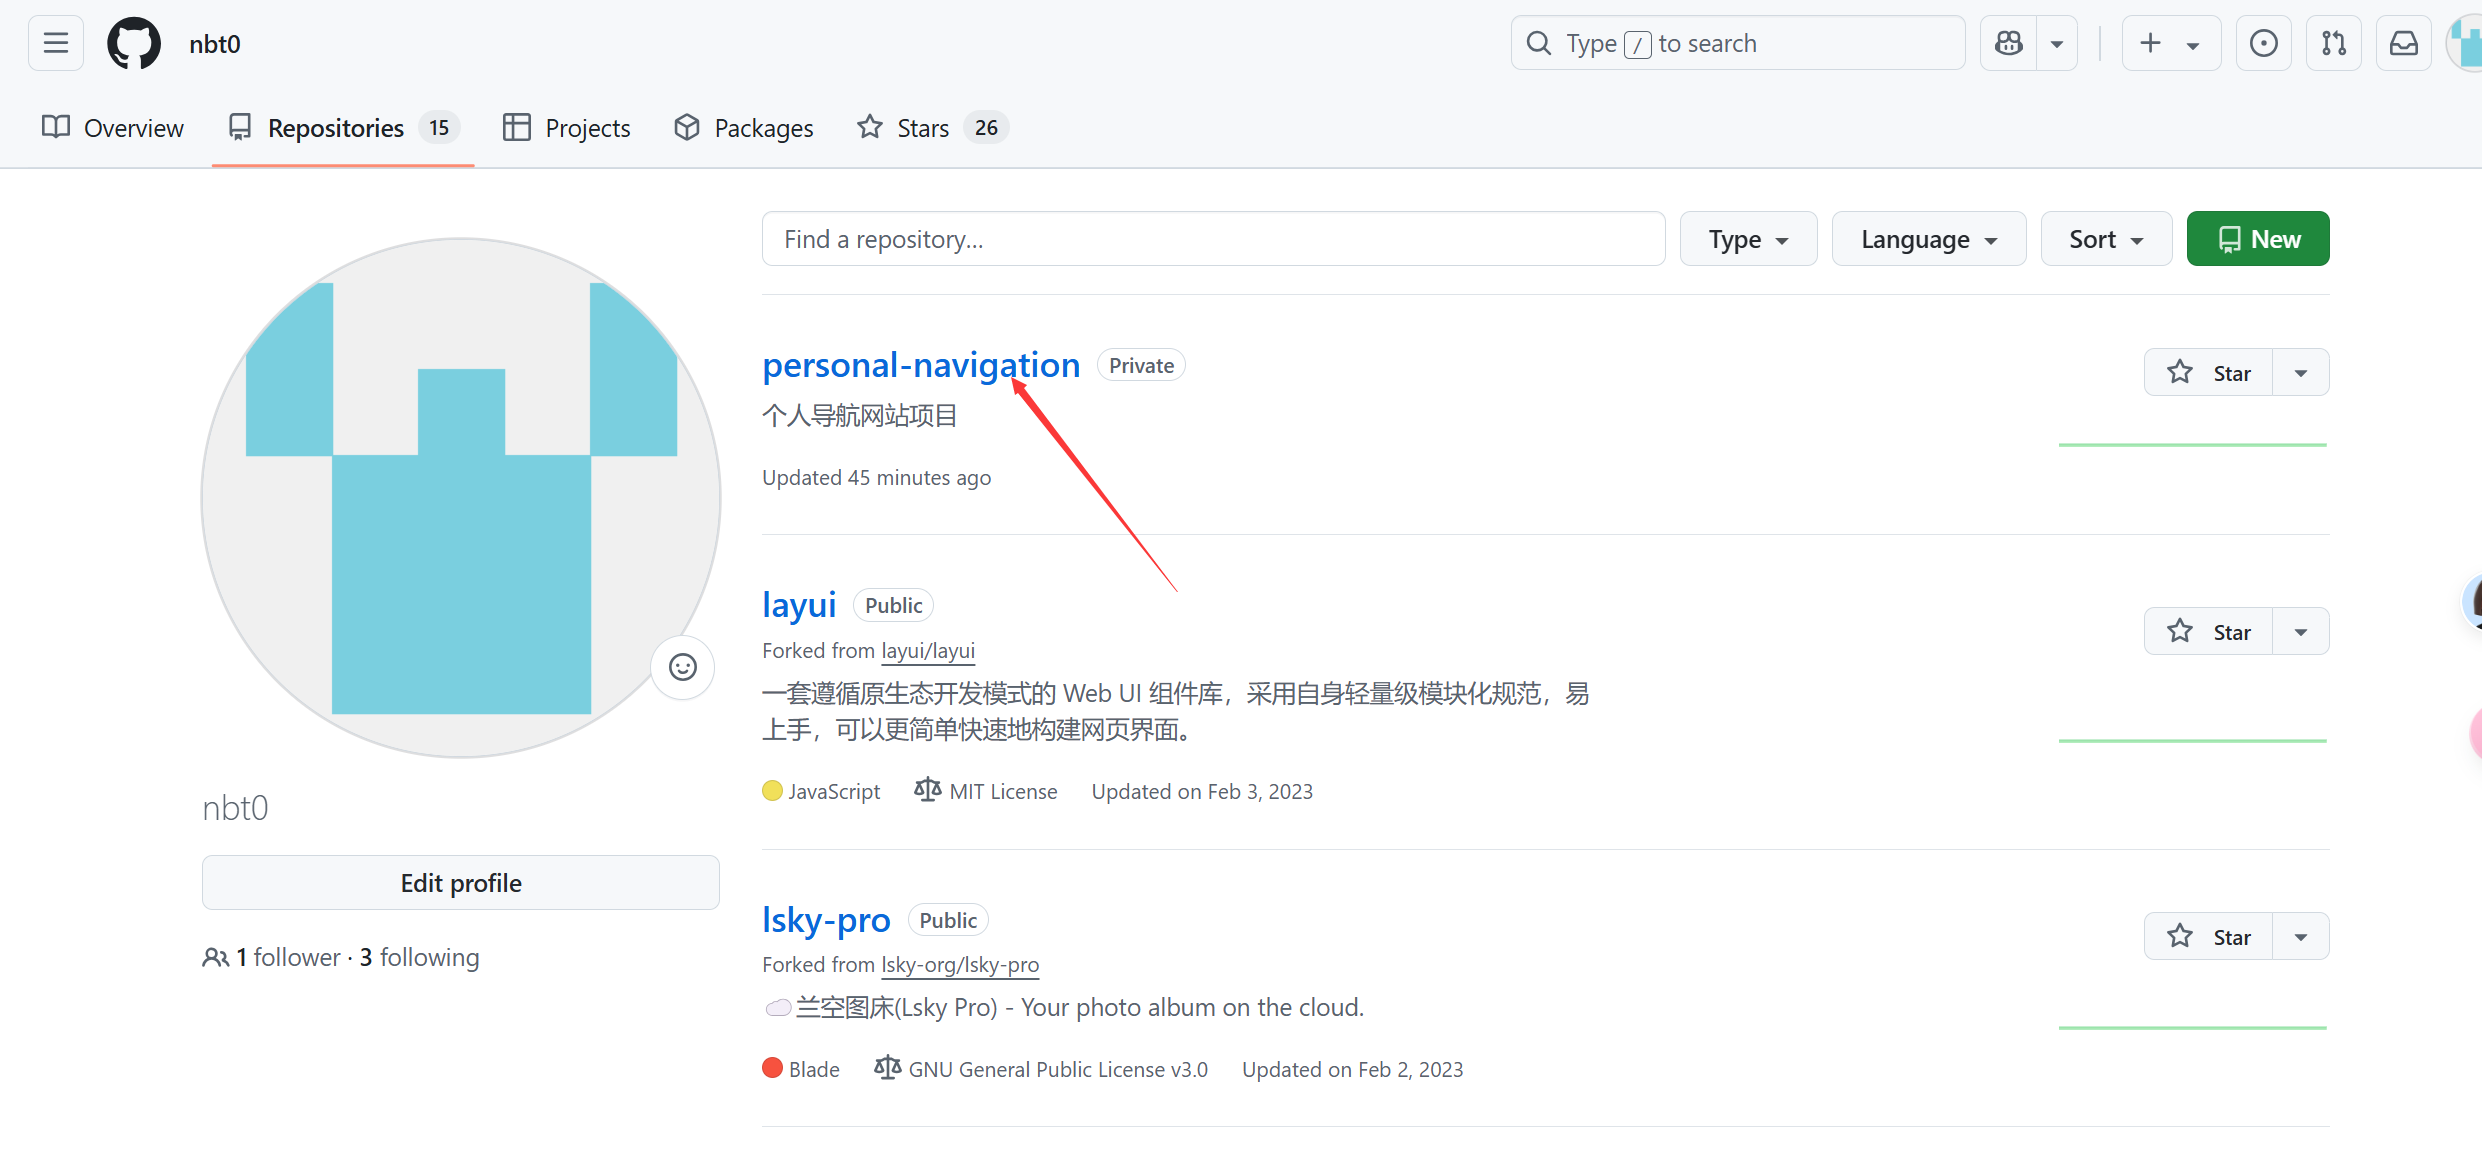 nbt0
Type / to search
Overview
Repositories 15
Projects
Packages
Stars 26
Find a repository…
Type
Language
Sort
New
personal-navigation Private
个人导航网站项目
Updated 45 minutes ago
Star
layui Public
Forked from layui/layui
一套遵循原生态开发模式的 Web UI 组件库，采用自身轻量级模块化规范，易
上手，可以更简单快速地构建网页界面。
JavaScript MIT License Updated on Feb 3, 2023
Star
lsky-pro Public
Forked from lsky-org/lsky-pro
☁️兰空图床(Lsky Pro) - Your photo album on the cloud.
Blade GNU General Public License v3.0 Updated on Feb 2, 2023
Star
nbt0
Edit profile
1 follower · 3 following